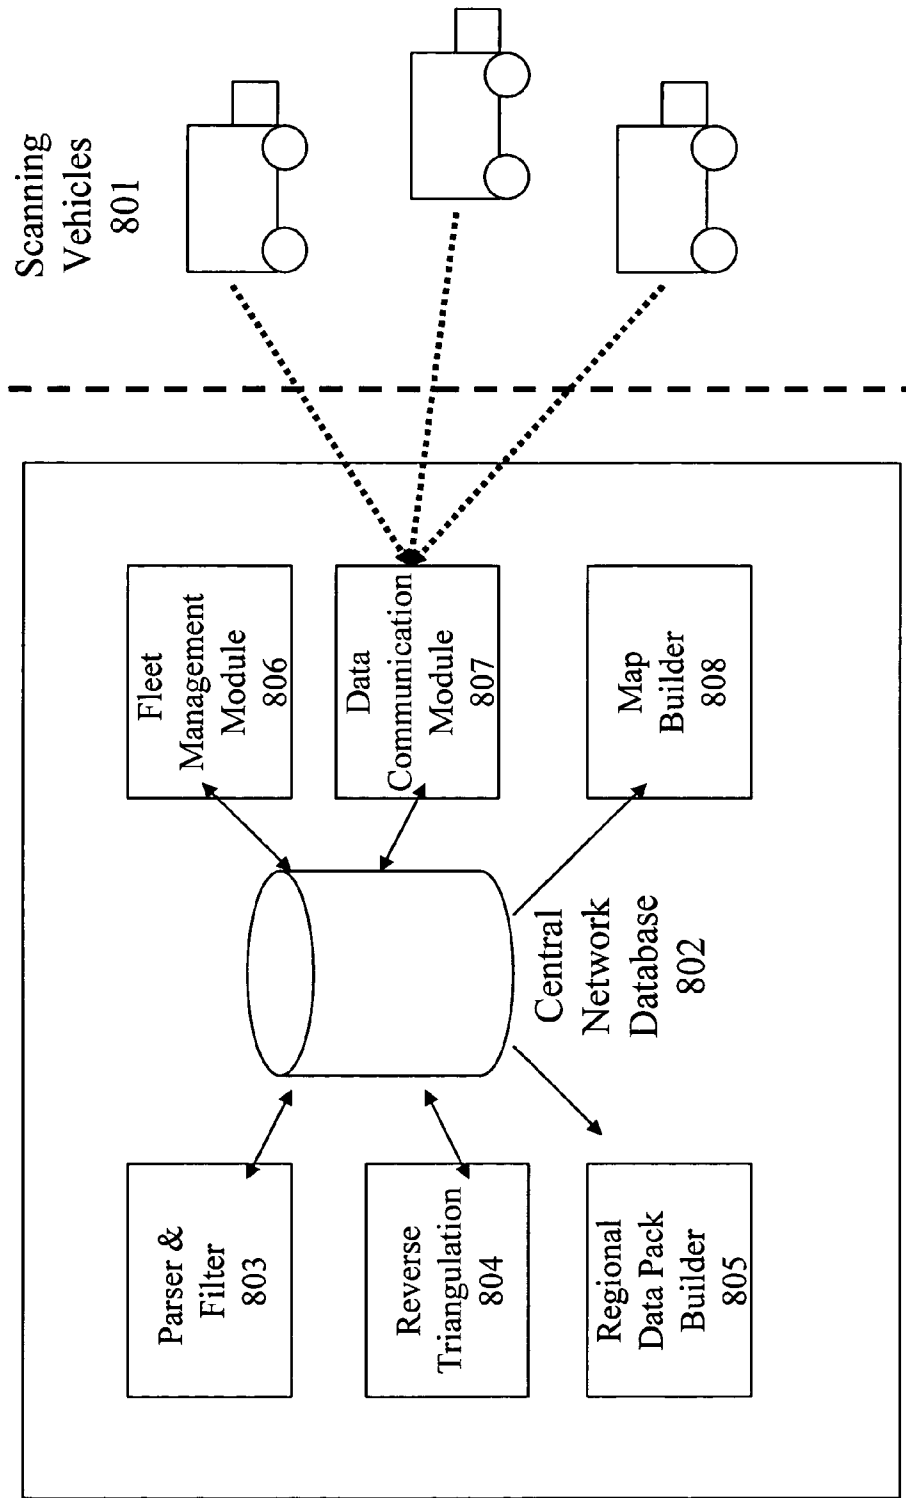 Parser &
Filter
803
Reverse
Triangulation
804
Regional
Data Pack
Builder
805
Central
Network
Database
802
Fleet
Management
Module
806
Data
Communication
Module
807
Map
Builder
808
Scanning
Vehicles
801